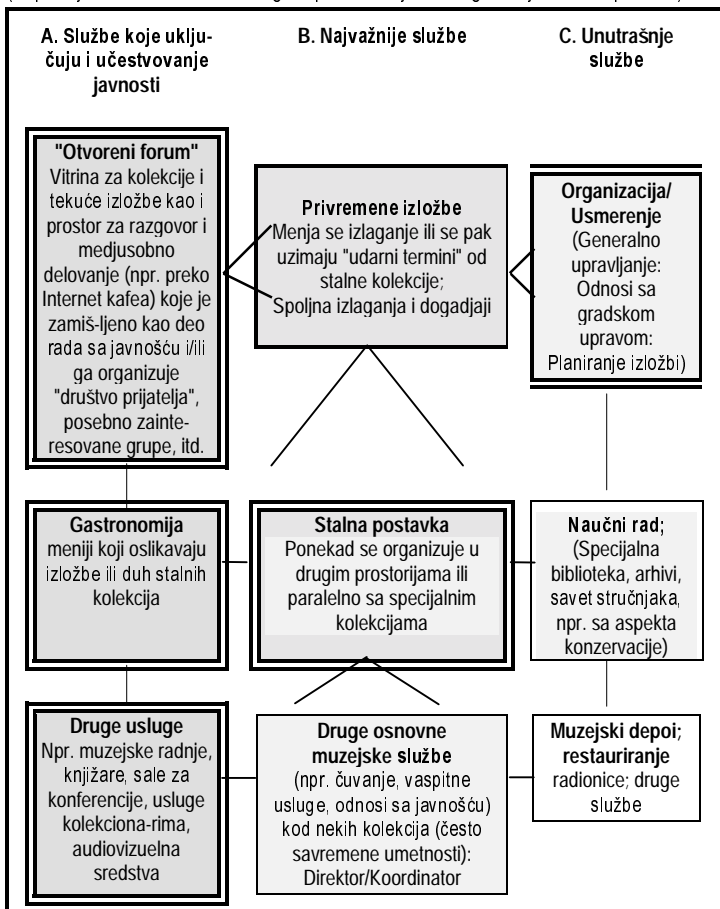 A. Službe koje uklju-
čuju i učestvovanje
javnosti
B. Najvažnije službe
C. Unutrašnje
službe
"Otvoreni forum"
Vitrina za kolekcije i
tekuće izložbe kao i
prostor za razgovor i
medjusobno
delovanje (npr. preko
Internet kafea) koje je
zamiš-ljeno kao deo
rada sa javnošću i/ili
ga organizuje
"društvo prijatelja",
posebno zainte-
resovane grupe, itd.
Privremene izložbe
Menja se izlaganje ili se pak
uzimaju "udarni termini" od
stalne kolekcije;
Spoljna izlaganja i dogadjaji
Organizacija/
Usmerenje
(Generalno
upravljanje:
Odnosi sa
gradskom
upravom:
Planiranje izložbi)
Gastronomija
meniji koji oslikavaju
izložbe ili duh stalnih
kolekcija
Stalna postavka
Ponekad se organizuje u
drugim prostorijama ili
paralelno sa specijalnim
kolekcijama
Naučni rad;
(Specijalna
biblioteka, arhivi,
savet stručnjaka,
npr. sa aspekta
konzervacije)
Druge usluge
Npr. muzejske radnje,
knjižare, sale za
konferencije, usluge
kolekciona-rima,
audiovizuelna
sredstva
Druge osnovne
muzejske službe
(npr. čuvanje, vaspitne
usluge, odnosi sa javnošću)
kod nekih kolekcija (često
savremene umetnosti):
Direktor/Koordinator
Muzejski depoi;
restauriranje
radionice; druge
službe